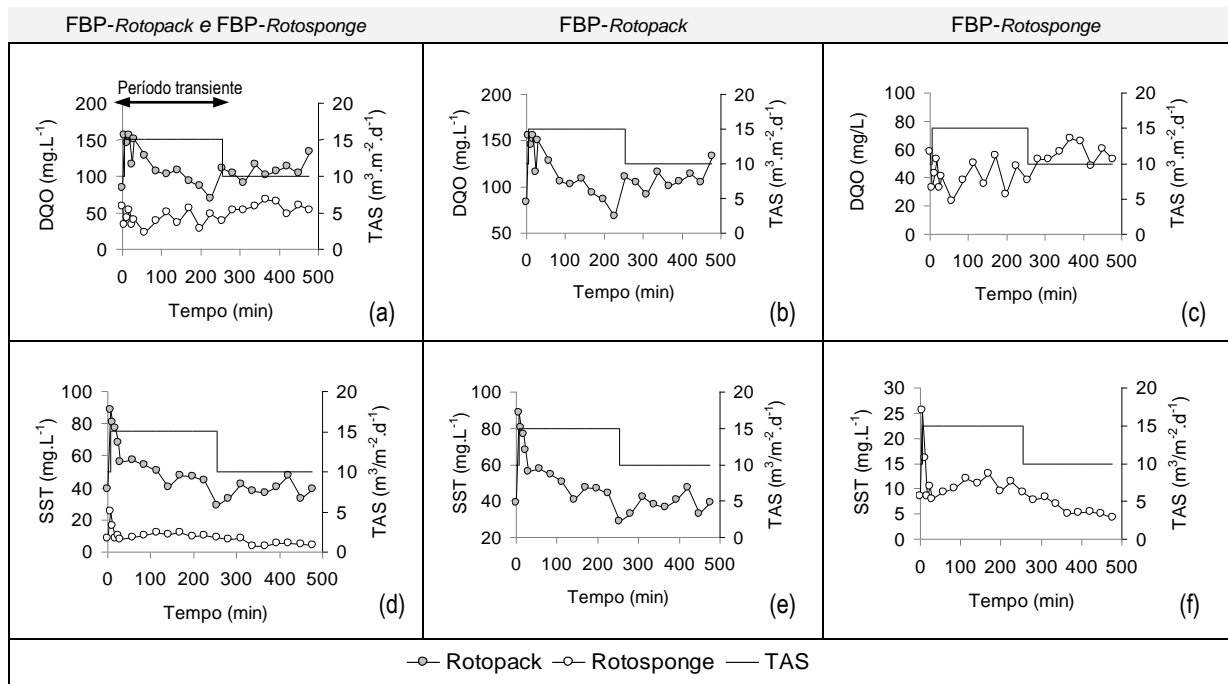 FBP-Rotopack e FBP-Rotosponge
FBP-Rotopack
FBP-Rotosponge
Período transiente
200
150
100
50
0
DQO (mg.L⁻¹)
20
15
10
5
0
TAS (m³.m⁻².d⁻¹)
0 100 200 300 400 500
Tempo (min)
(a)
200
150
100
50
DQO (mg.L⁻¹)
20
15
10
5
0
TAS (m³.m⁻².d⁻¹)
0 100 200 300 400 500
Tempo (min)
(b)
100
80
60
40
20
0
DQO (mg/L)
20
15
10
5
0
TAS (m³.m⁻².d⁻¹)
0 100 200 300 400 500
Tempo (min)
(c)
100
80
60
40
20
0
SST (mg.L⁻¹)
20
15
10
5
0
TAS (m³/m⁻².d⁻¹)
0 100 200 300 400 500
Tempo (min)
(d)
100
80
60
40
20
SST (mg.L⁻¹)
20
15
10
5
0
TAS (m³/m⁻².d⁻¹)
0 100 200 300 400 500
Tempo (min)
(e)
30
25
20
15
10
5
0
SST (mg.L⁻¹)
20
15
10
5
0
TAS (m³/m⁻².d⁻¹)
0 100 200 300 400 500
Tempo (min)
(f)
Rotopack Rotosponge TAS